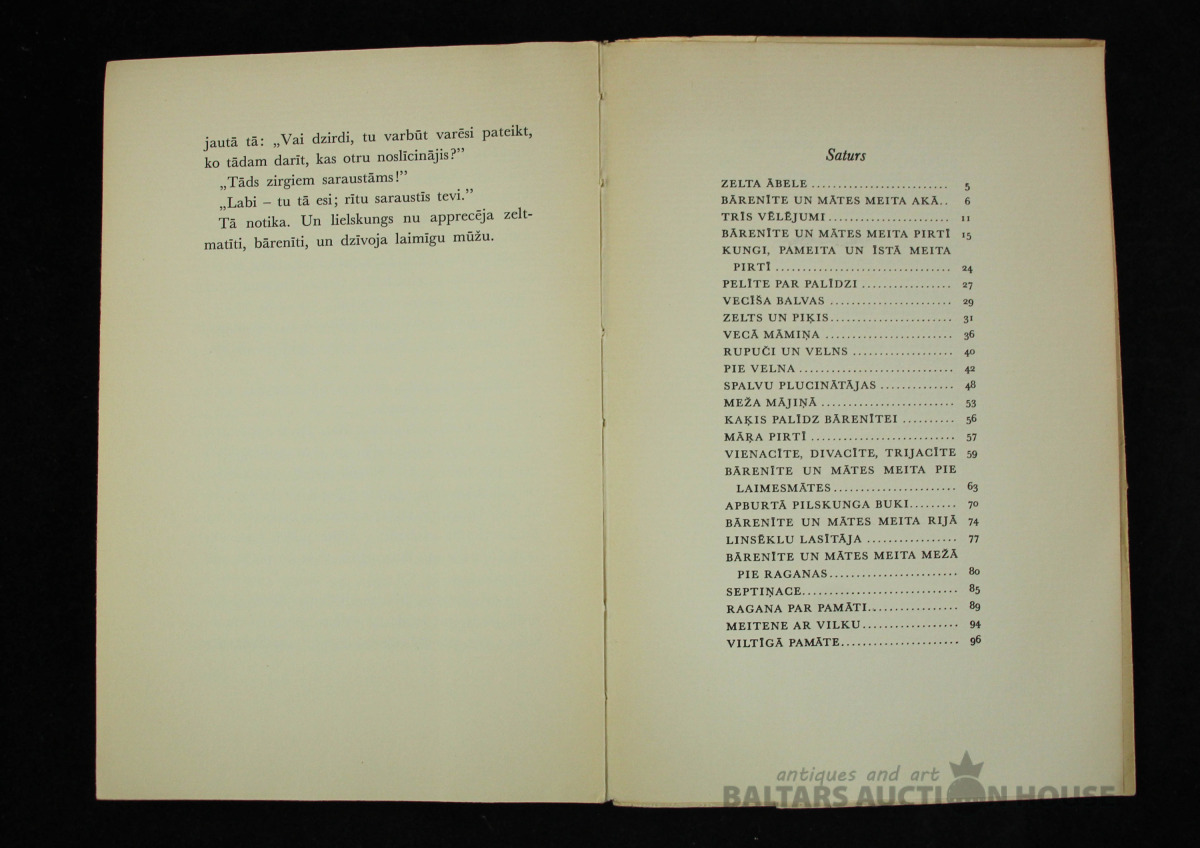 jautā tā: „Vai dzirdi, tu varbūt varēsi pateikt,
ko tādam darīt, kas otru noslīcinājis?”
„Tāds zirgiem saraustāms!”
„Labi – tu tā esi; rītu saraustīs tevi.”
Tā notika. Un lielskungs nu apprecēja zelt-
matīti, bārenīti, un dzīvoja laimīgu mūžu.
Saturs
ZELTA ĀBELE .......................... 5
BĀRENĪTE UN MĀTES MEITA AKĀ.. 6
TRĪS VĒLĒJUMI ....................... 11
BĀRENĪTE UN MĀTES MEITA PIRTĪ 15
KUNGI, PAMEITA UN ĪSTĀ MEITA
PIRTĪ ................................. 24
PELĪTE PAR PALĪDZI ................. 27
VECĪŠA BALVAS ....................... 29
ZELTS UN PIĶIS....................... 31
VECĀ MĀMIŅA ........................ 36
RUPUČI UN VELNS ................... 40
PIE VELNA ............................. 42
SPALVU PLUCINĀTĀJAS .............. 48
MEŽA MĀJIŅĀ ......................... 53
KAĶIS PALĪDZ BĀRENĪTEI .......... 56
MĀŖA PIRTĪ ........................... 57
VIENACĪTE, DIVACĪTE, TRIJACĪTE 59
BĀRENĪTE UN MĀTES MEITA PIE
LAIMESMĀTES....................... 63
APBURTĀ PILSKUNGA BUKI......... 70
BĀRENĪTE UN MĀTES MEITA RIJĀ 74
LINSĒKLU LASĪTĀJA ................. 77
BĀRENĪTE UN MĀTES MEITA MEŽĀ
PIE RAGANAS........................ 80
SEPTIŅACE............................. 85
RAGANA PAR PAMĀTI................. 89
MEITENE AR VILKU.................. 94
VILTĪGĀ PAMĀTE...................... 96
antiques and art
BALTARS AUCTION HOUSE